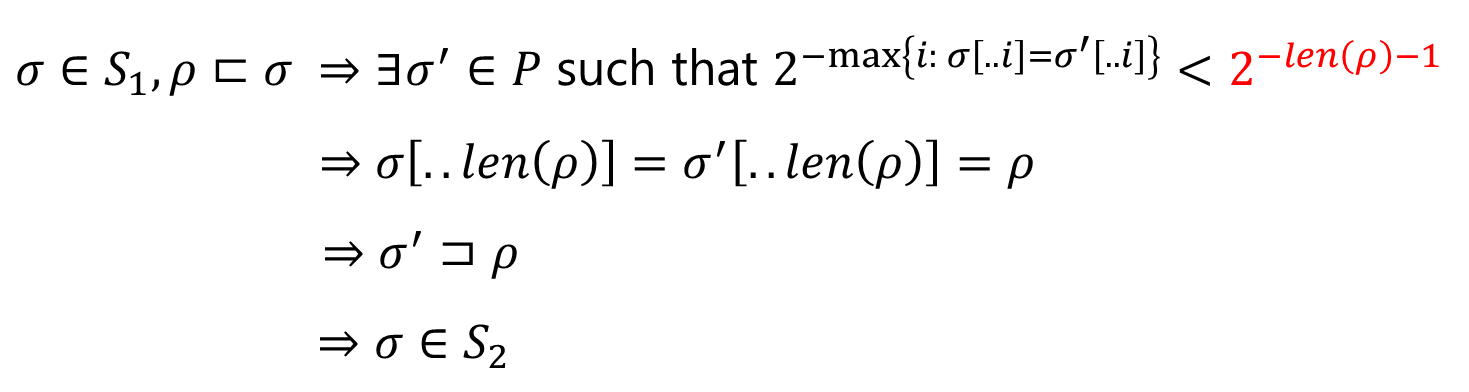 σ ∈ S₁, ρ ⊏ σ ⇒ ∃σ′ ∈ P such that 2^{−max{i: σ[..i]=σ′[..i]}} < 2^{−len(ρ)−1}
⇒ σ[..len(ρ)] = σ′[..len(ρ)] = ρ
⇒ σ′ ⊐ ρ
⇒ σ ∈ S₂